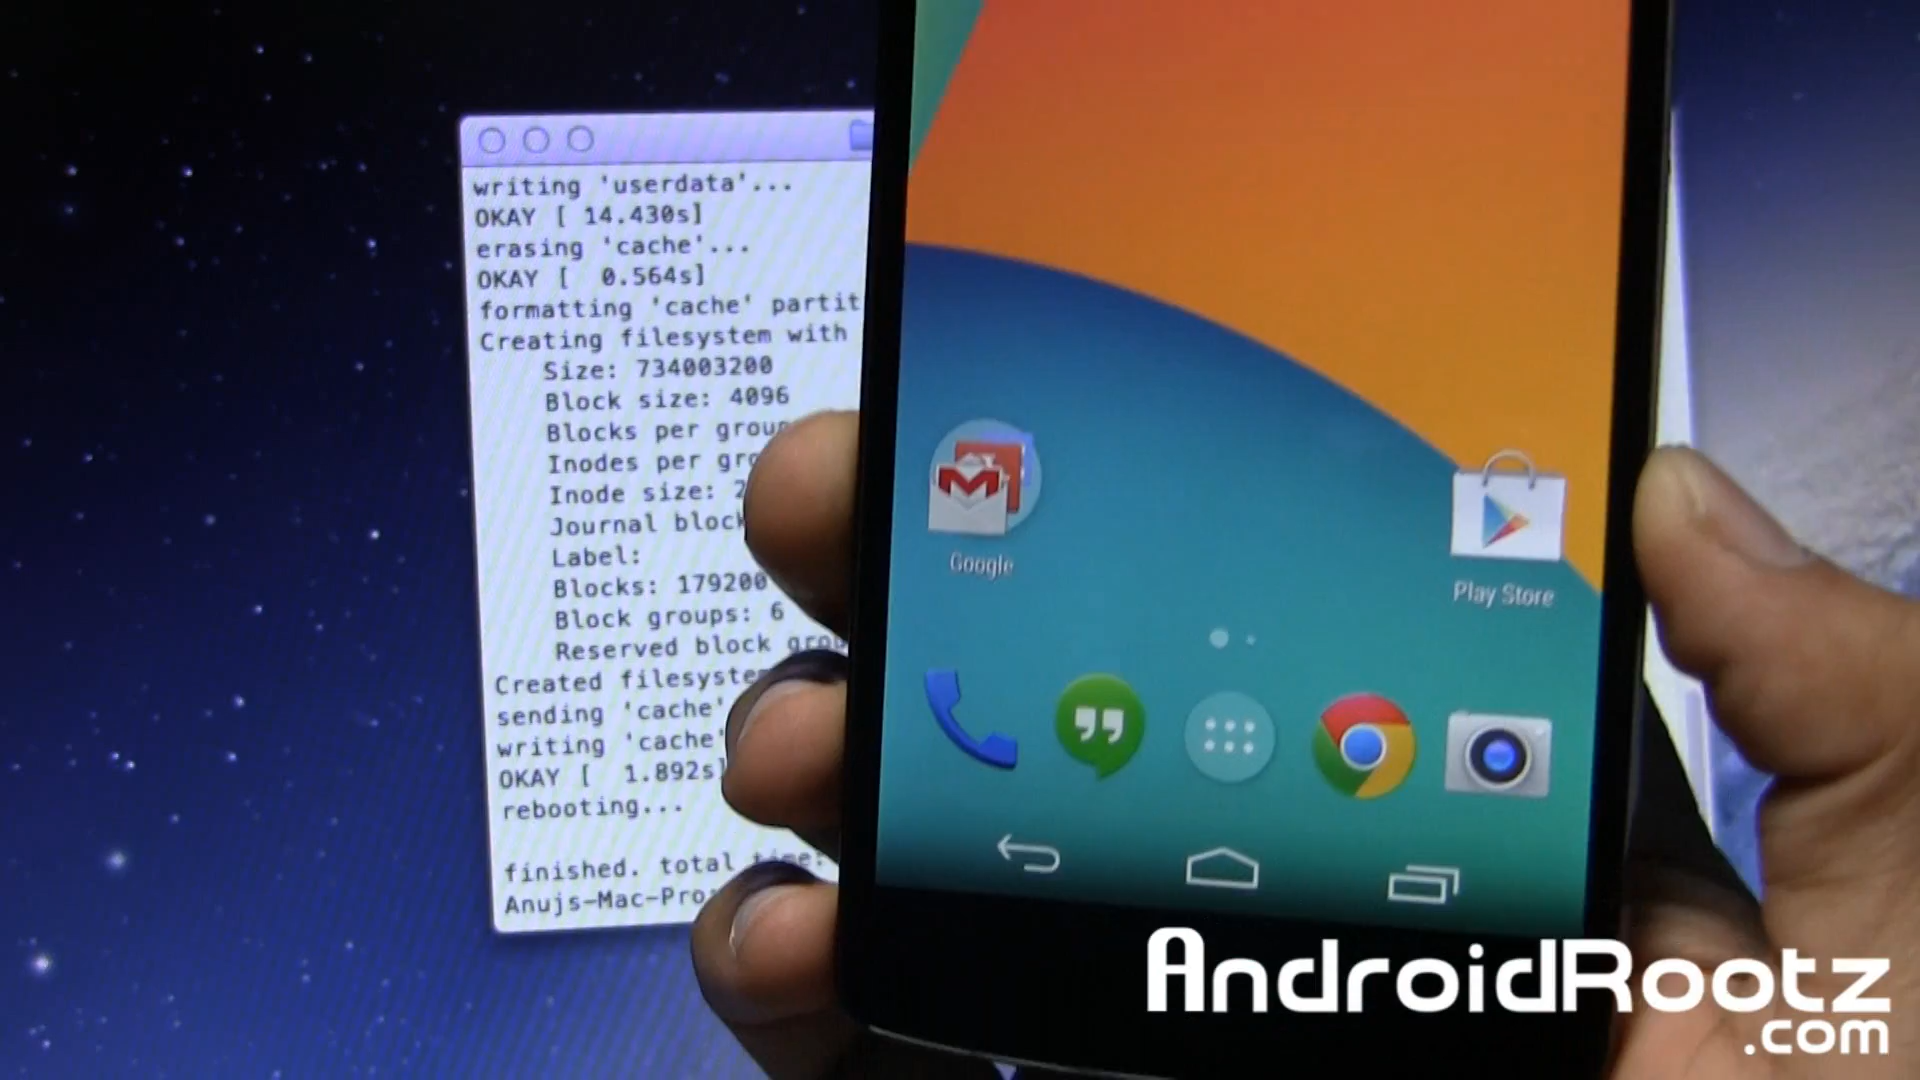 writing 'userdata'...
OKAY [ 14.430s]
erasing 'cache'...
OKAY [  0.564s]
formatting 'cache' partit
Creating filesystem with
Size: 734003200
Block size: 4096
Blocks per group
Inodes per gro
Inode size: 2
Journal block
Label:
Blocks: 179200
Block groups: 6
Reserved block grou
Created filesyste
sending 'cache'
writing 'cache'
OKAY [  1.892s]
rebooting...
finished. total time:
Anujs-Mac-Pro:
Google
Play Store
AndroidRootz
.com